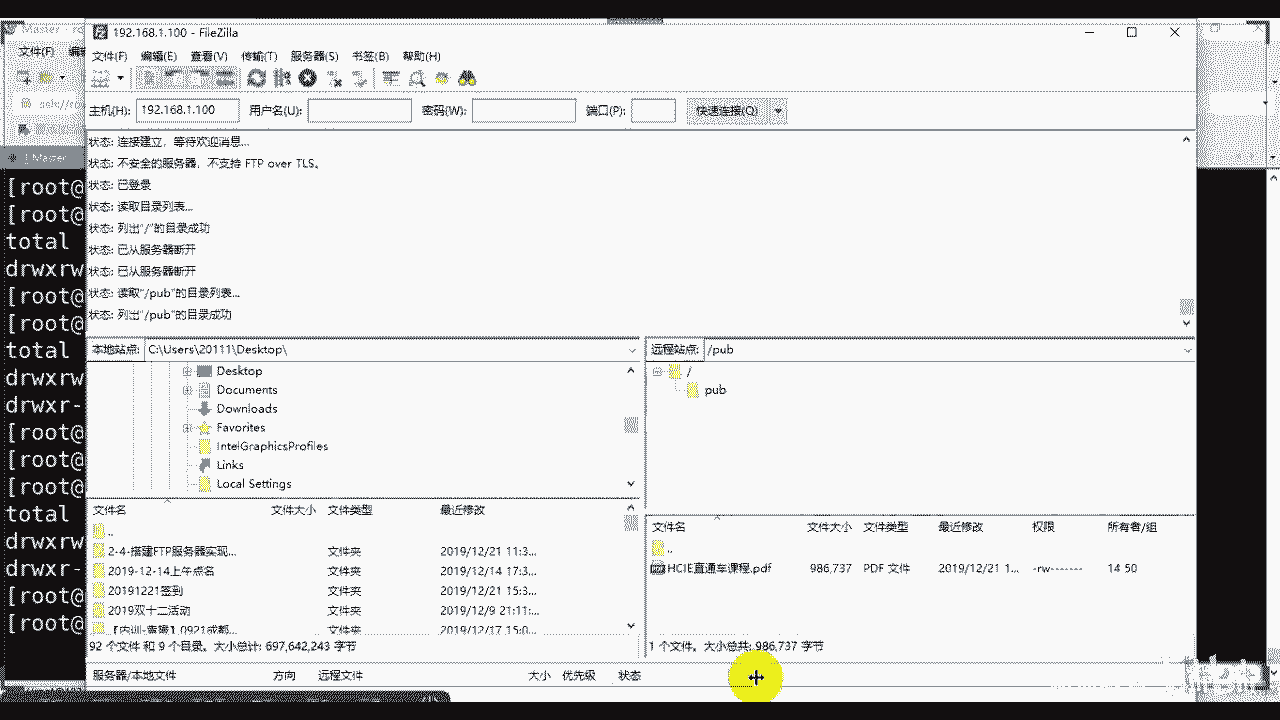 192.168.1.100 - FileZilla
文件(F) 编辑(E) 查看(V) 传输(T) 服务器(S) 书签(B) 帮助(H)
主机(H): 192.168.1.100 用户名(U): 密码(W): 端口(P): 快速连接(Q)
状态: 连接建立，等待欢迎消息...
状态: 不安全的服务器，不支持 FTP over TLS。
状态: 已登录
状态: 读取目录列表...
状态: 列出"/"的目录成功
状态: 已从服务器断开
状态: 已从服务器断开
状态: 读取"/pub"的目录列表...
状态: 列出"/pub"的目录成功
本地站点: C:\Users\20111\Desktop\
远程站点: /pub
Desktop
Documents
Downloads
Favorites
IntelGraphicsProfiles
Links
Local Settings
/
pub
文件名 文件大小 文件类型 最近修改
..
2-4-搭建FTP服务器实现... 文件夹 2019/12/21 11:3...
2019-12-14上午点名 文件夹 2019/12/14 17:3...
20191221签到 文件夹 2019/12/21 15:3...
2019双十二活动 文件夹 2019/12/9 21:11:...
文件夹 2019/12/17 15:0...
92 个文件 和 9 个目录。大小总计: 697,642,243 字节
文件名 文件大小 文件类型 最近修改 权限 所有者/组
..
HCIE直通车课程.pdf 986,737 PDF 文件 2019/12/21 1... -rw------- 14 50
1 个文件。大小总共: 986,737 字节
服务器/本地文件 方向 远程文件 大小 优先级 状态
Master
文件(F)
[root@
[root@
total
drwxrw
[root@
[root@
total
drwxrw
drwxr-
[root@
[root@
[root@
total
drwxrw
drwxr-
[root@
[root@